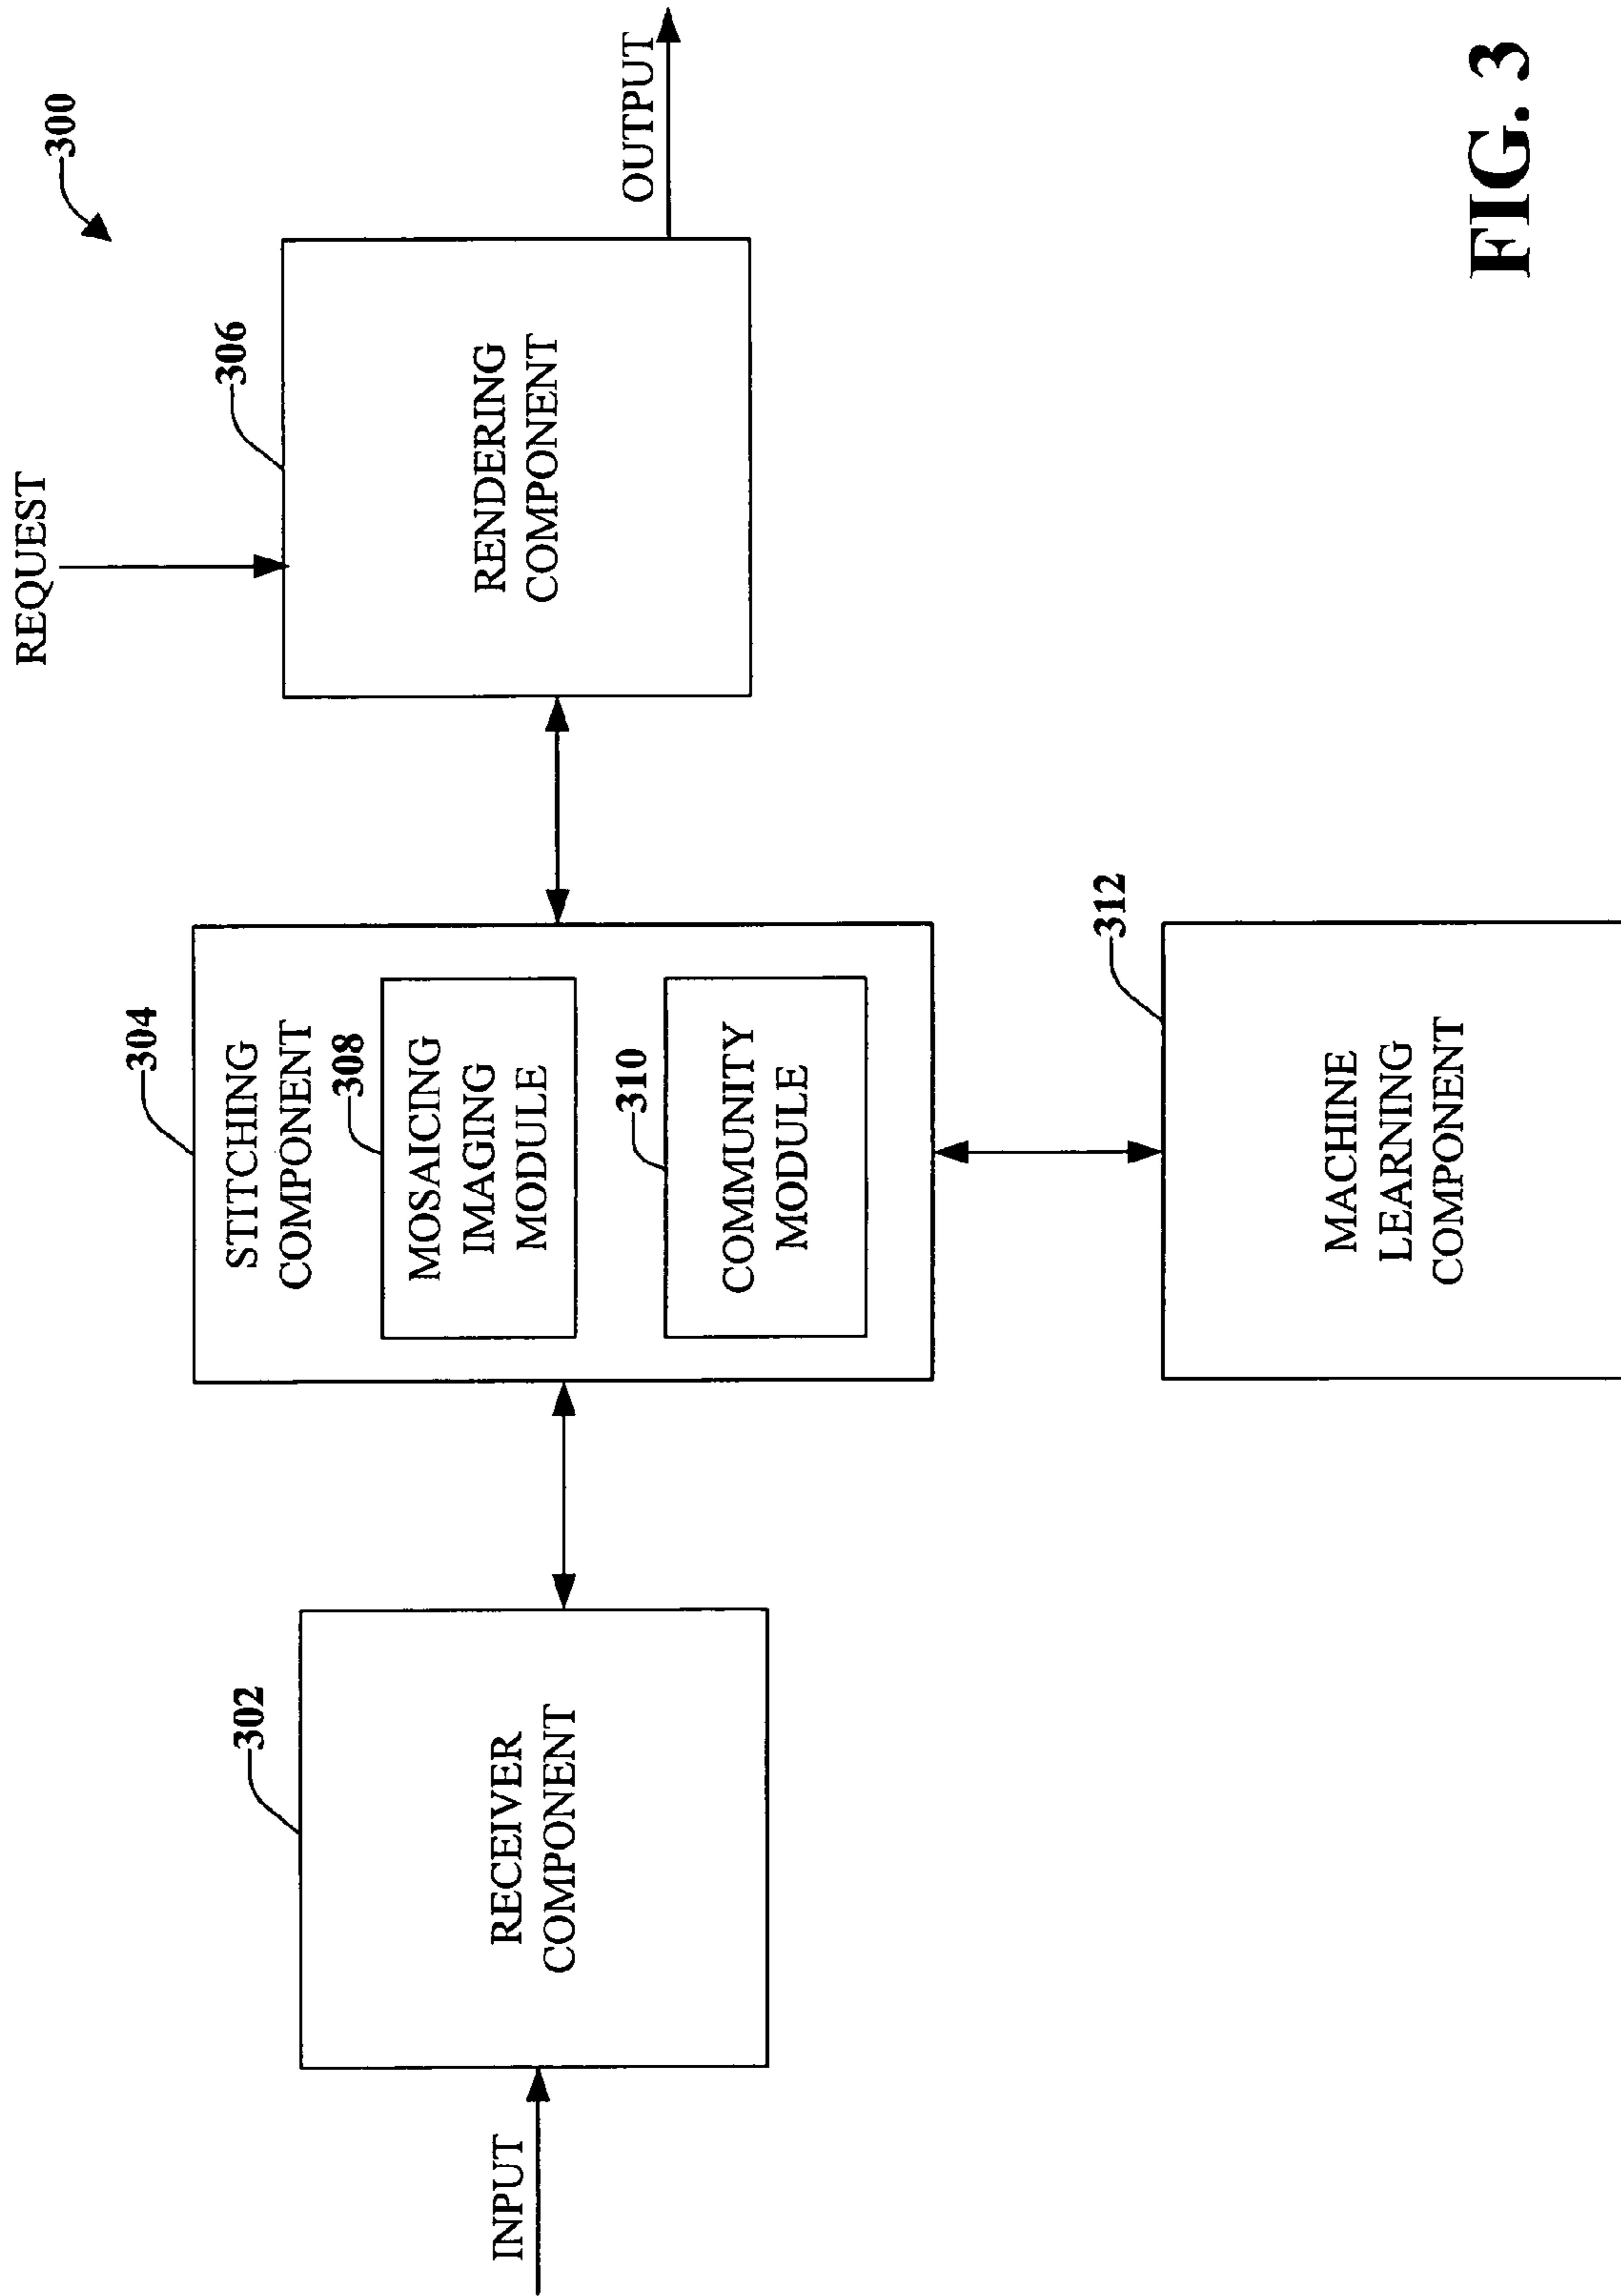 300
REQUEST
306
RENDERING
COMPONENT
OUTPUT
304
STITCHING
COMPONENT
308
MOSAICING
IMAGING
MODULE
310
COMMUNITY
MODULE
302
RECEIVER
COMPONENT
INPUT
312
MACHINE
LEARNING
COMPONENT
FIG. 3